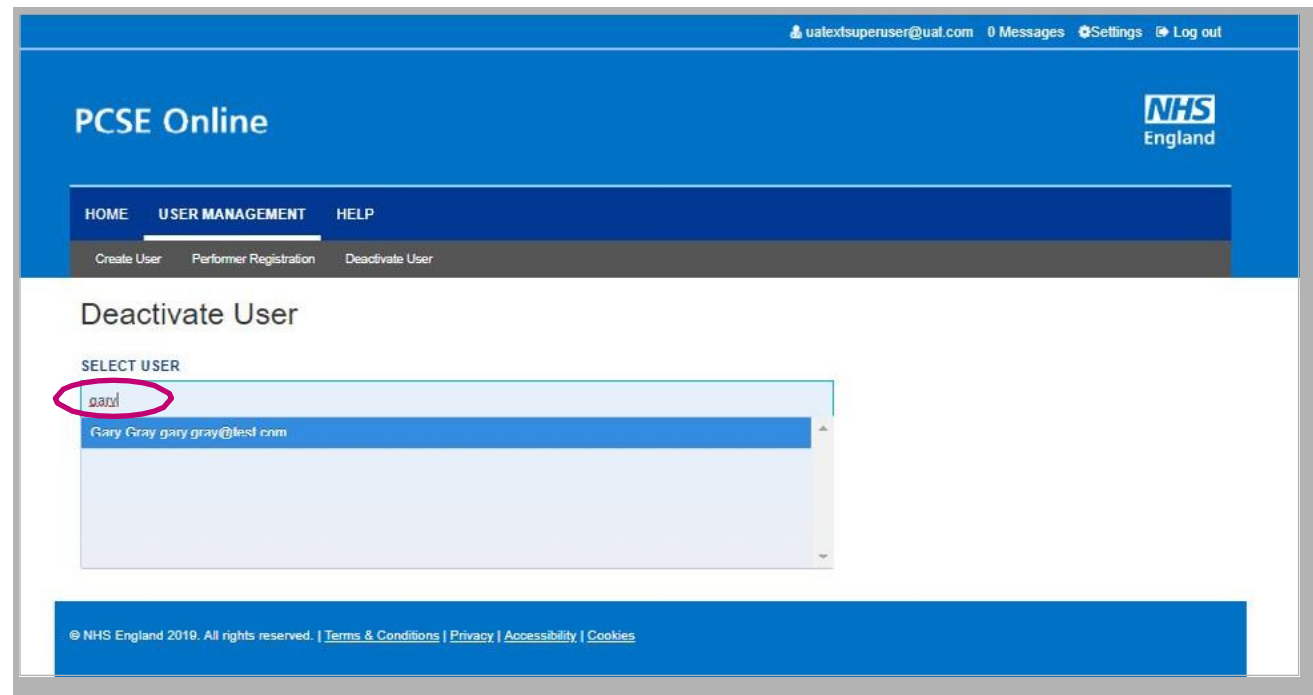 uatextsuperuser@uat.com 0 Messages Settings Log out
PCSE Online
NHS
England
HOME USER MANAGEMENT HELP
Create User Performer Registration Deactivate User
Deactivate User
SELECT USER
gary
Gary Gray gary.gray@test.com
© NHS England 2019. All rights reserved. | Terms & Conditions | Privacy | Accessibility | Cookies